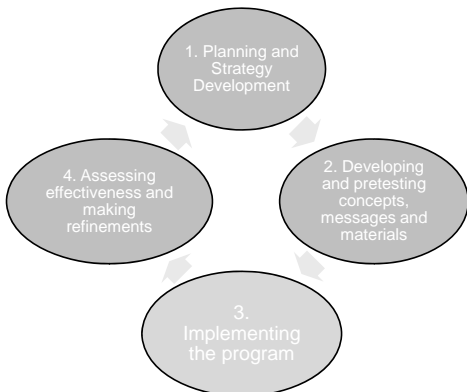 1. Planning and
Strategy
Development
2. Developing
and pretesting
concepts,
messages and
materials
3.
Implementing
the program
4. Assessing
effectiveness and
making
refinements